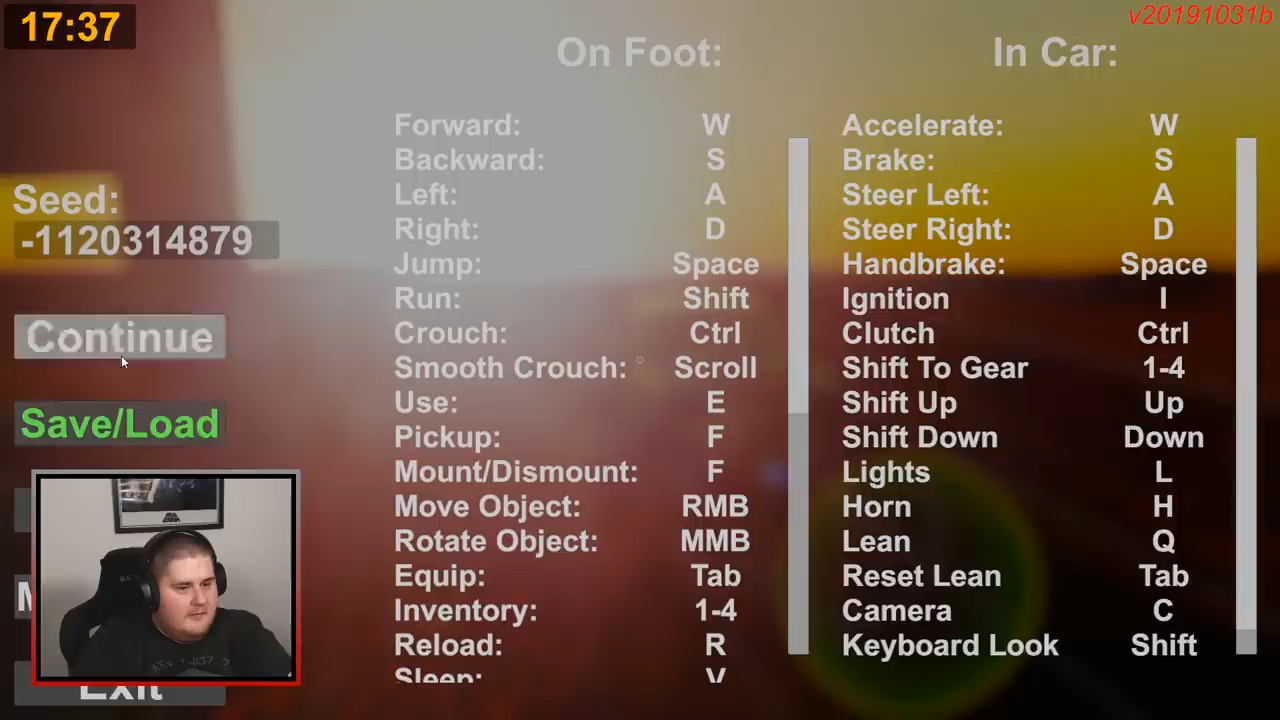 17:37
v20191031b
On Foot:
In Car:
Seed:
-1120314879
Continue
Save/Load
Exit
Forward: W
Backward: S
Left: A
Right: D
Jump: Space
Run: Shift
Crouch: Ctrl
Smooth Crouch: Scroll
Use: E
Pickup: F
Mount/Dismount: F
Move Object: RMB
Rotate Object: MMB
Equip: Tab
Inventory: 1-4
Reload: R
Sleep: V
Accelerate: W
Brake: S
Steer Left: A
Steer Right: D
Handbrake: Space
Ignition I
Clutch Ctrl
Shift To Gear 1-4
Shift Up Up
Shift Down Down
Lights L
Horn H
Lean Q
Reset Lean Tab
Camera C
Keyboard Look Shift